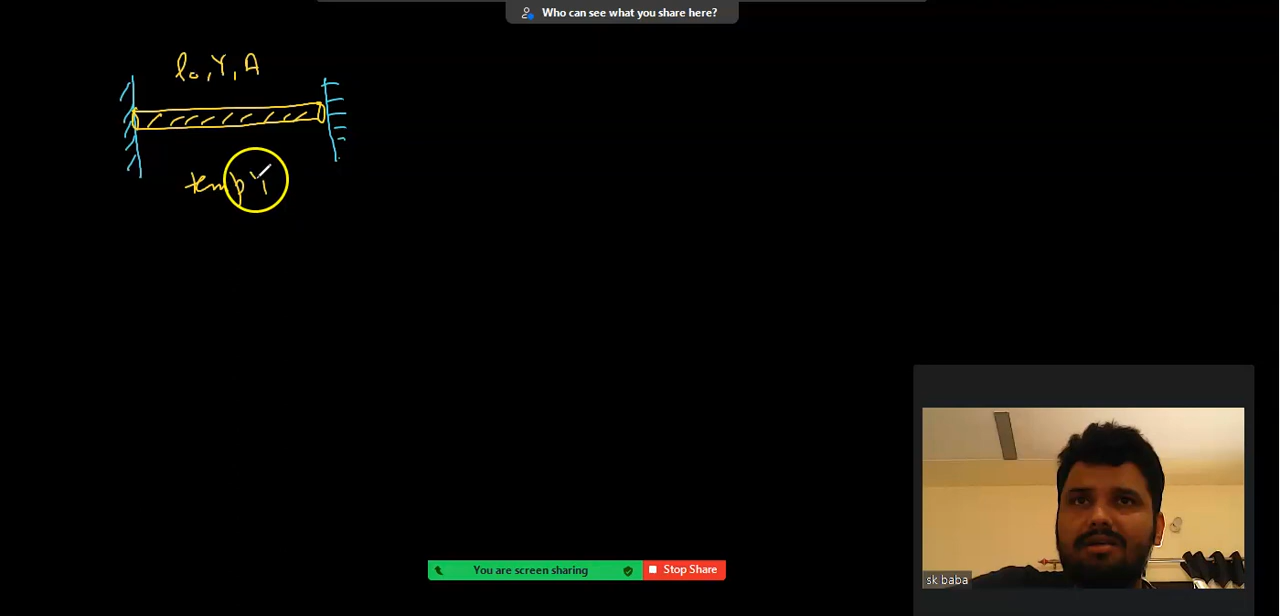 Who can see what you share here?
l₀, Y, A
temp ↑
You are screen sharing
Stop Share
sk baba